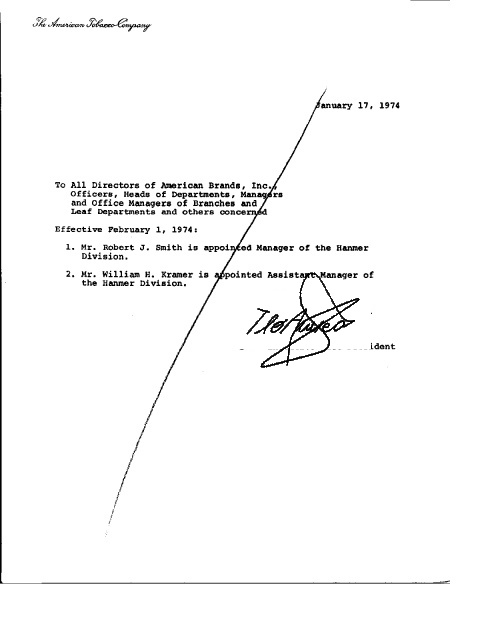 The American Tobacco Company
January 17, 1974
To All Directors of American Brands, Inc.,
Officers, Heads of Departments, Managers
and Office Managers of Branches and
Leaf Departments and others concerned
Effective February 1, 1974:
1. Mr. Robert J. Smith is appointed Manager of the Hanmer
Division.
2. Mr. William H. Kramer is appointed Assistant Manager of
the Hanmer Division.
ident